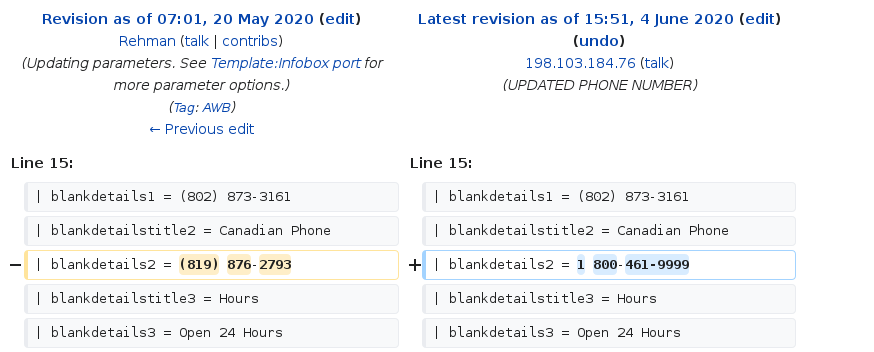 Revision as of 07:01, 20 May 2020 (edit)
Rehman (talk | contribs)
(Updating parameters. See Template:Infobox port for
more parameter options.)
(Tag: AWB)
← Previous edit
Latest revision as of 15:51, 4 June 2020 (edit)
(undo)
198.103.184.76 (talk)
(UPDATED PHONE NUMBER)
Line 15:
Line 15:
| blankdetails1 = (802) 873-3161
| blankdetails1 = (802) 873-3161
| blankdetailstitle2 = Canadian Phone
| blankdetailstitle2 = Canadian Phone
− | blankdetails2 = (819) 876-2793
+ | blankdetails2 = 1 800-461-9999
| blankdetailstitle3 = Hours
| blankdetailstitle3 = Hours
| blankdetails3 = Open 24 Hours
| blankdetails3 = Open 24 Hours